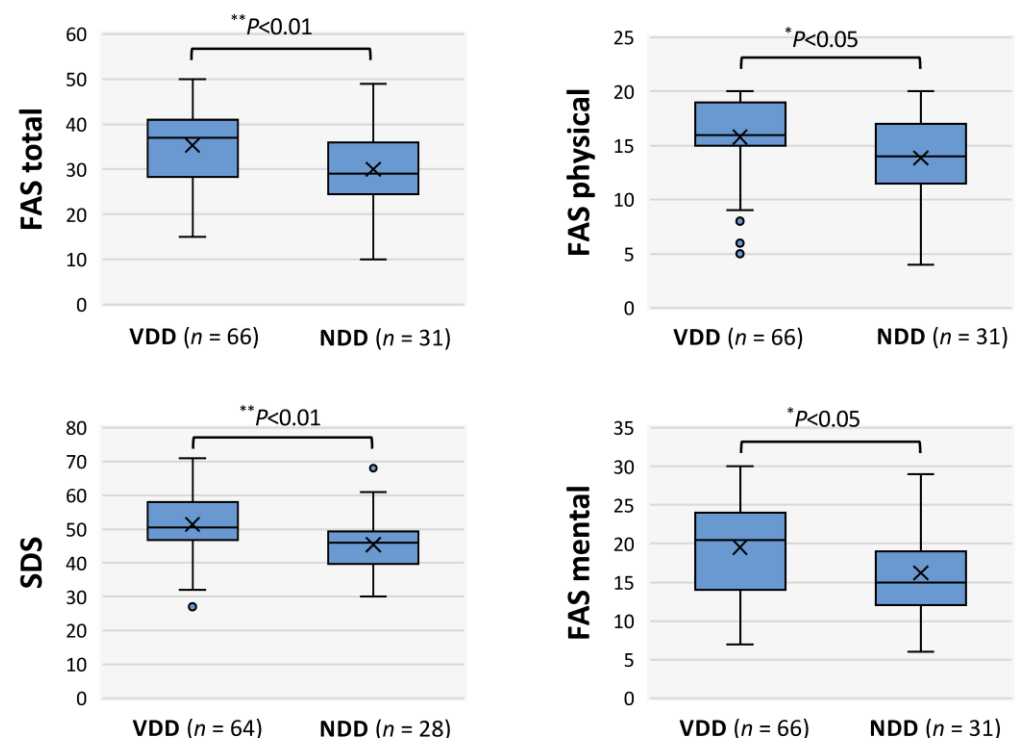 **P<0.01
FAS total
60
50
40
30
20
10
0
VDD (n = 66) NDD (n = 31)
*P<0.05
FAS physical
25
20
15
10
5
0
VDD (n = 66) NDD (n = 31)
**P<0.01
SDS
80
70
60
50
40
30
20
10
0
VDD (n = 64) NDD (n = 28)
*P<0.05
FAS mental
35
30
25
20
15
10
5
0
VDD (n = 66) NDD (n = 31)